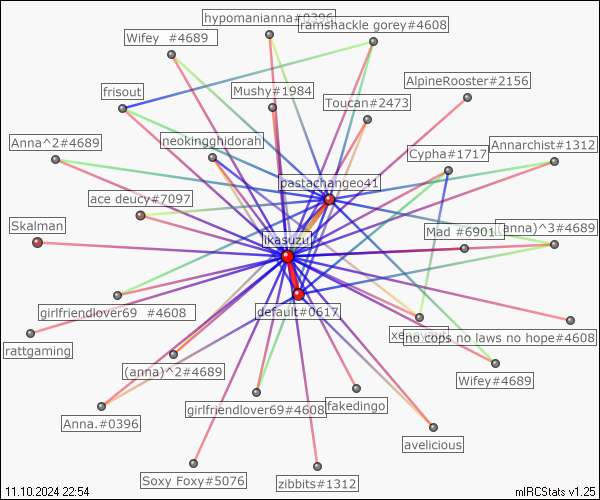 hypomanianna#0396
ramshackle gorey#4608
Wifey #4689
AlpineRooster#2156
frisout
Mushy#1984
Toucan#2473
Anna^2#4689
neokingghidorah
Cypha#1717
Annarchist#1312
pastachangeo41
ace deucy#7097
Skalman
ikasuzu
Mad #6901
(anna)^3#4689
girlfriendlover69 #4608
default#0617
rattgaming
no cops no laws no hope#4608
(anna)^2#4689
Wifey#4689
Anna.#0396
girlfriendlover69#4608
fakedingo
avelicious
Soxy Foxy#5076
zibbits#1312
11.10.2024 22:54
mIRCStats v1.25